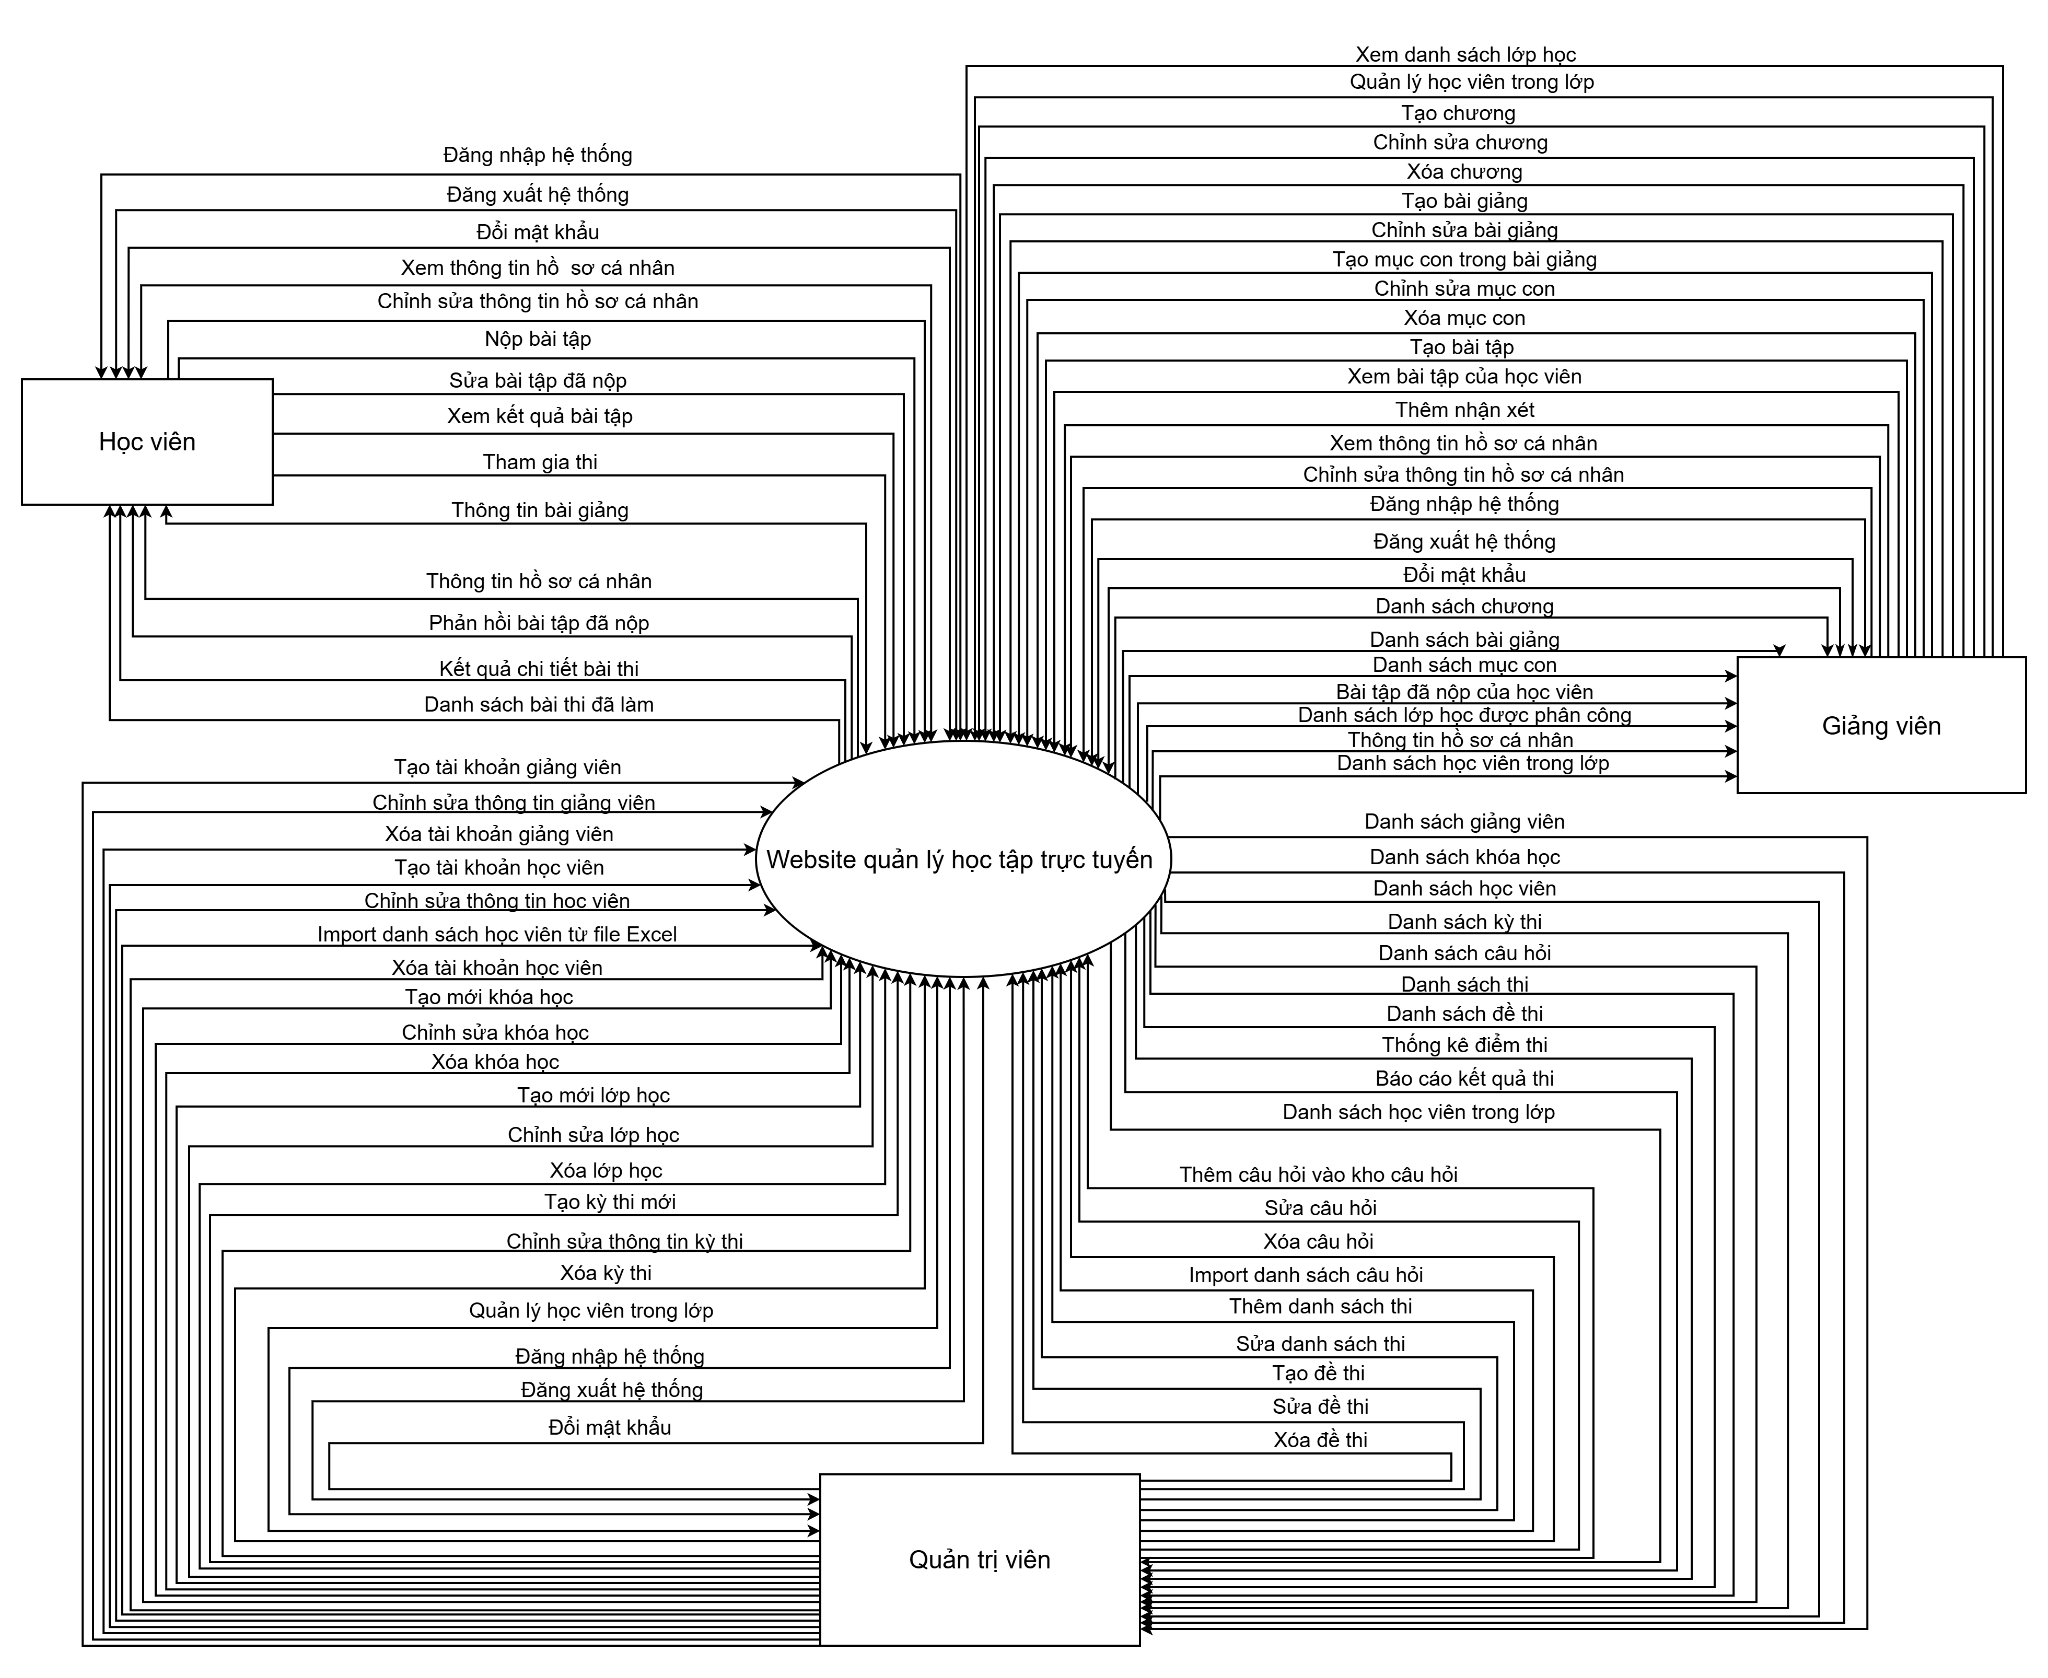 Xem danh sách lớp học
Quản lý học viên trong lớp
Tạo chương
Chỉnh sửa chương
Xóa chương
Tạo bài giảng
Chỉnh sửa bài giảng
Tạo mục con trong bài giảng
Chỉnh sửa mục con
Xóa mục con
Tạo bài tập
Xem bài tập của học viên
Thêm nhận xét
Xem thông tin hồ sơ cá nhân
Chỉnh sửa thông tin hồ sơ cá nhân
Đăng nhập hệ thống
Đăng xuất hệ thống
Đổi mật khẩu
Danh sách chương
Danh sách bài giảng
Danh sách mục con
Bài tập đã nộp của học viên
Danh sách lớp học được phân công
Thông tin hồ sơ cá nhân
Danh sách học viên trong lớp
Giảng viên
Đăng nhập hệ thống
Đăng xuất hệ thống
Đổi mật khẩu
Xem thông tin hồ  sơ cá nhân
Chỉnh sửa thông tin hồ sơ cá nhân
Nộp bài tập
Sửa bài tập đã nộp
Xem kết quả bài tập
Tham gia thi
Học viên
Thông tin bài giảng
Thông tin hồ sơ cá nhân
Phản hồi bài tập đã nộp
Kết quả chi tiết bài thi
Danh sách bài thi đã làm
Website quản lý học tập trực tuyến
Tạo tài khoản giảng viên
Chỉnh sửa thông tin giảng viên
Xóa tài khoản giảng viên
Tạo tài khoản học viên
Chỉnh sửa thông tin học viên
Import danh sách học viên từ file Excel
Xóa tài khoản học viên
Tạo mới khóa học
Chỉnh sửa khóa học
Xóa khóa học
Tạo mới lớp học
Chỉnh sửa lớp học
Xóa lớp học
Tạo kỳ thi mới
Chỉnh sửa thông tin kỳ thi
Xóa kỳ thi
Quản lý học viên trong lớp
Đăng nhập hệ thống
Đăng xuất hệ thống
Đổi mật khẩu
Danh sách giảng viên
Danh sách khóa học
Danh sách học viên
Danh sách kỳ thi
Danh sách câu hỏi
Danh sách thi
Danh sách đề thi
Thống kê điểm thi
Báo cáo kết quả thi
Danh sách học viên trong lớp
Thêm câu hỏi vào kho câu hỏi
Sửa câu hỏi
Xóa câu hỏi
Import danh sách câu hỏi
Thêm danh sách thi
Sửa danh sách thi
Tạo đề thi
Sửa đề thi
Xóa đề thi
Quản trị viên